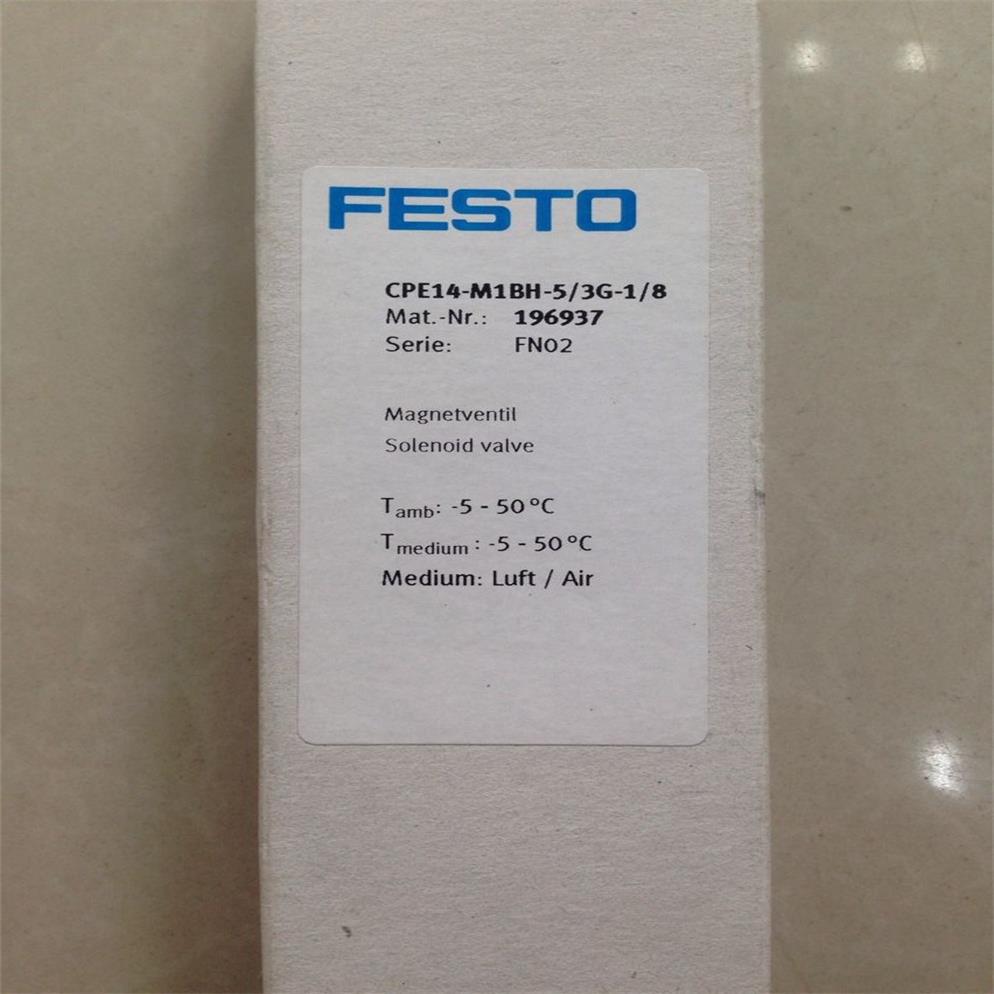 FESTO
CPE14-M1BH-5/3G-1/8
Mat.-Nr.: 196937
Serie: FN02
Magnetventil
Solenoid valve
Tamb: -5 - 50°C
Tmedium : -5 - 50°C
Medium: Luft / Air